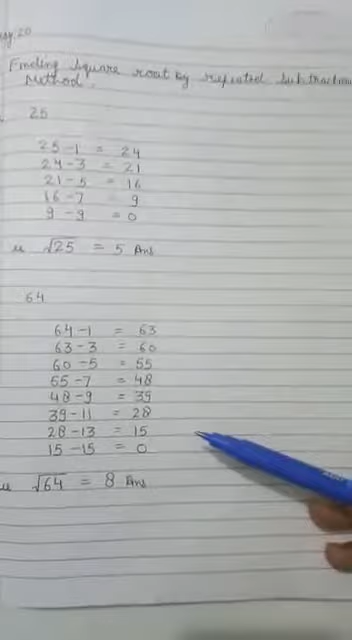 Finding Square root by repeated subtraction
Method.
25
25 - 1 = 24
24 - 3 = 21
21 - 5 = 16
16 - 7 = 9
9 - 9 = 0
√25 = 5 Ans
64
64 - 1 = 63
63 - 3 = 60
60 - 5 = 55
55 - 7 = 48
48 - 9 = 39
39 - 11 = 28
28 - 13 = 15
15 - 15 = 0
√64 = 8 Ans